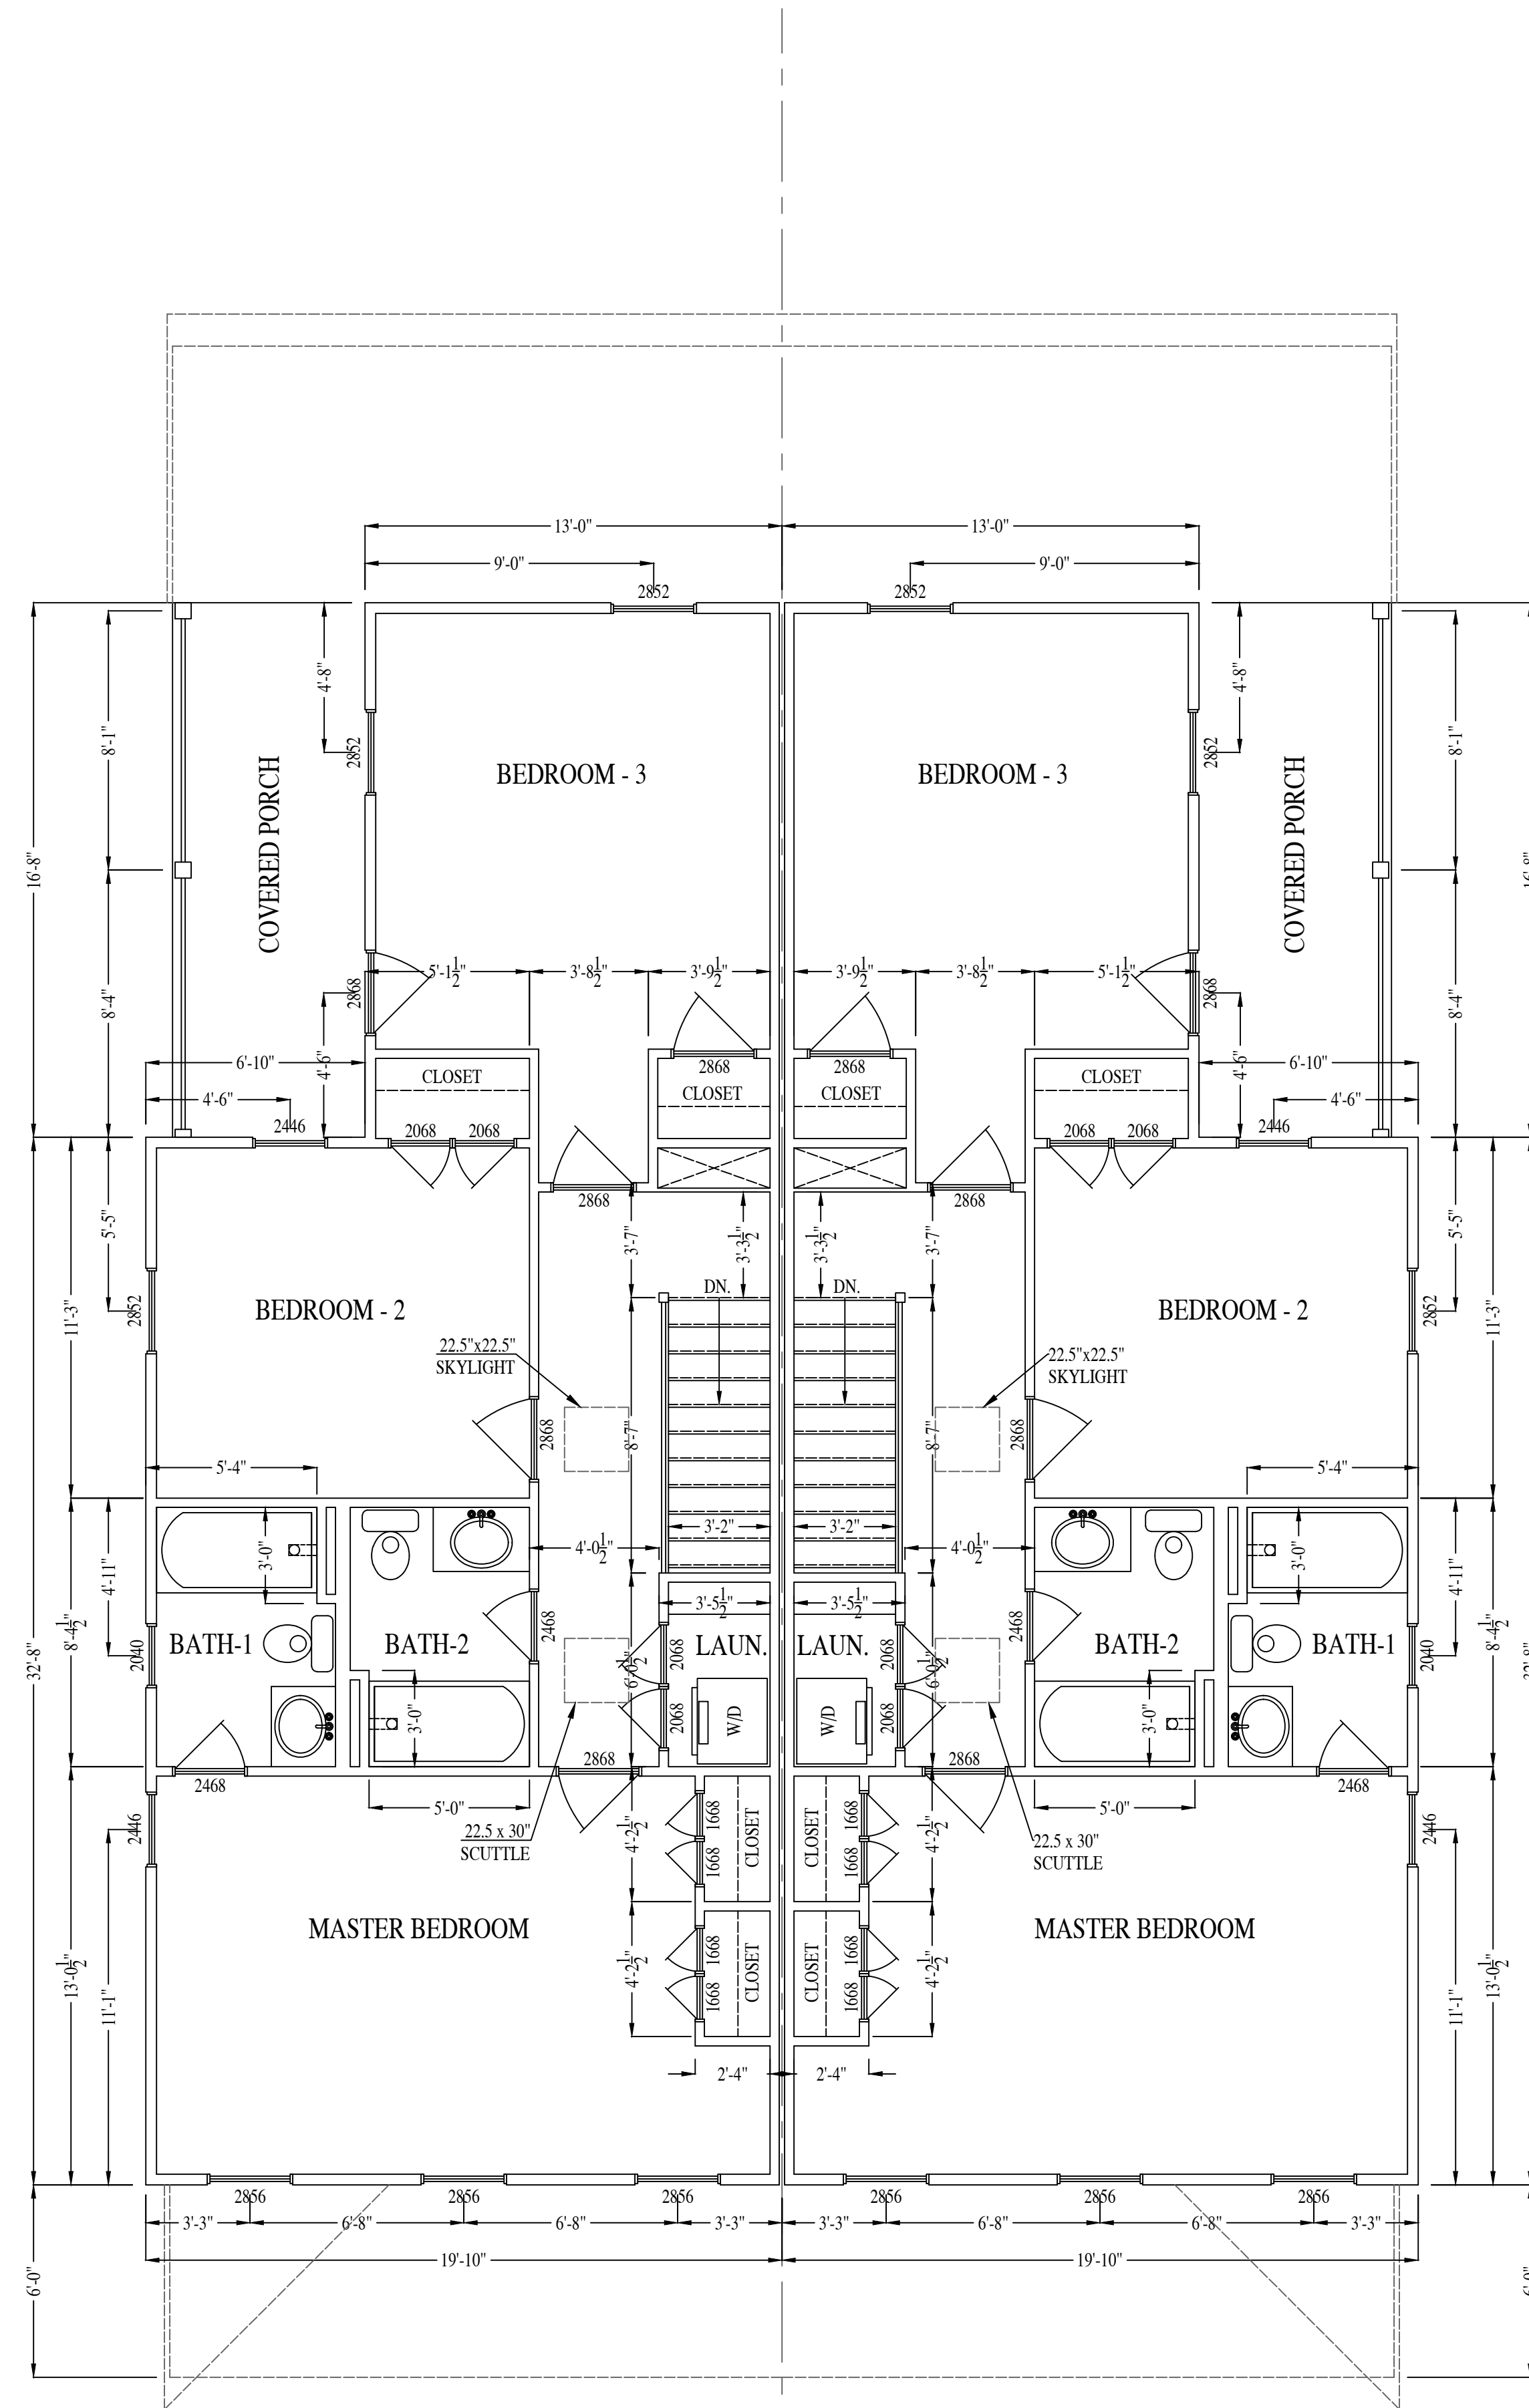 13'-0" 13'-0"
9'-0" 9'-0"
2852 2852
4'-8" 4'-8"
8'-1" 8'-1"
2852 2852
BEDROOM - 3 BEDROOM - 3
COVERED PORCH COVERED PORCH
16'-8" 16'-8"
5'-1 1/2" 3'-8 1/2" 3'-9 1/2" 3'-9 1/2" 3'-8 1/2" 5'-1 1/2"
8'-4" 2868 2868 8'-4"
6'-10" 4'-6" 4'-6" 6'-10"
2868 2868
CLOSET CLOSET CLOSET CLOSET
4'-6" 4'-6"
2446 2068 2068 2068 2068 2446
2868 2868
5'-5" 3'-7" 3'-3 1/2" 3'-3 1/2" 3'-7" 5'-5"
DN. DN.
2852 BEDROOM - 2 BEDROOM - 2 2852
11'-3" 11'-3"
22.5"x22.5" 22.5"x22.5"
SKYLIGHT SKYLIGHT
2868 8'-7" 8'-7" 2868
5'-4" 5'-4"
3'-2" 3'-2"
4'-11" 3'-0" 4'-0 1/2" 4'-0 1/2" 3'-0" 4'-11"
3'-5 1/2" 3'-5 1/2"
8'-4 1/2" 2468 2468 8'-4 1/2"
32'-8" 2040 BATH-1 BATH-2 6'-0 1/2" 2068 LAUN. LAUN. 2068 6'-0 1/2" BATH-2 BATH-1 2040 32'-8"
3'-0" 2068 W/D W/D 2068 3'-0"
2468 2868 2868 2468
5'-0" 5'-0"
2446 2446
22.5 x 30" 22.5 x 30"
SCUTTLE SCUTTLE
4'-2 1/2" 1668 CLOSET CLOSET 1668 4'-2 1/2"
1668 1668
MASTER BEDROOM MASTER BEDROOM
4'-2 1/2" 1668 CLOSET CLOSET 1668 4'-2 1/2"
1668 1668
13'-0 1/2" 11'-1" 11'-1" 13'-0 1/2"
2'-4" 2'-4"
2856 2856 2856 2856 2856 2856
3'-3" 6'-8" 6'-8" 3'-3" 3'-3" 6'-8" 6'-8" 3'-3"
19'-10" 19'-10"
6'-0" 6'-0"